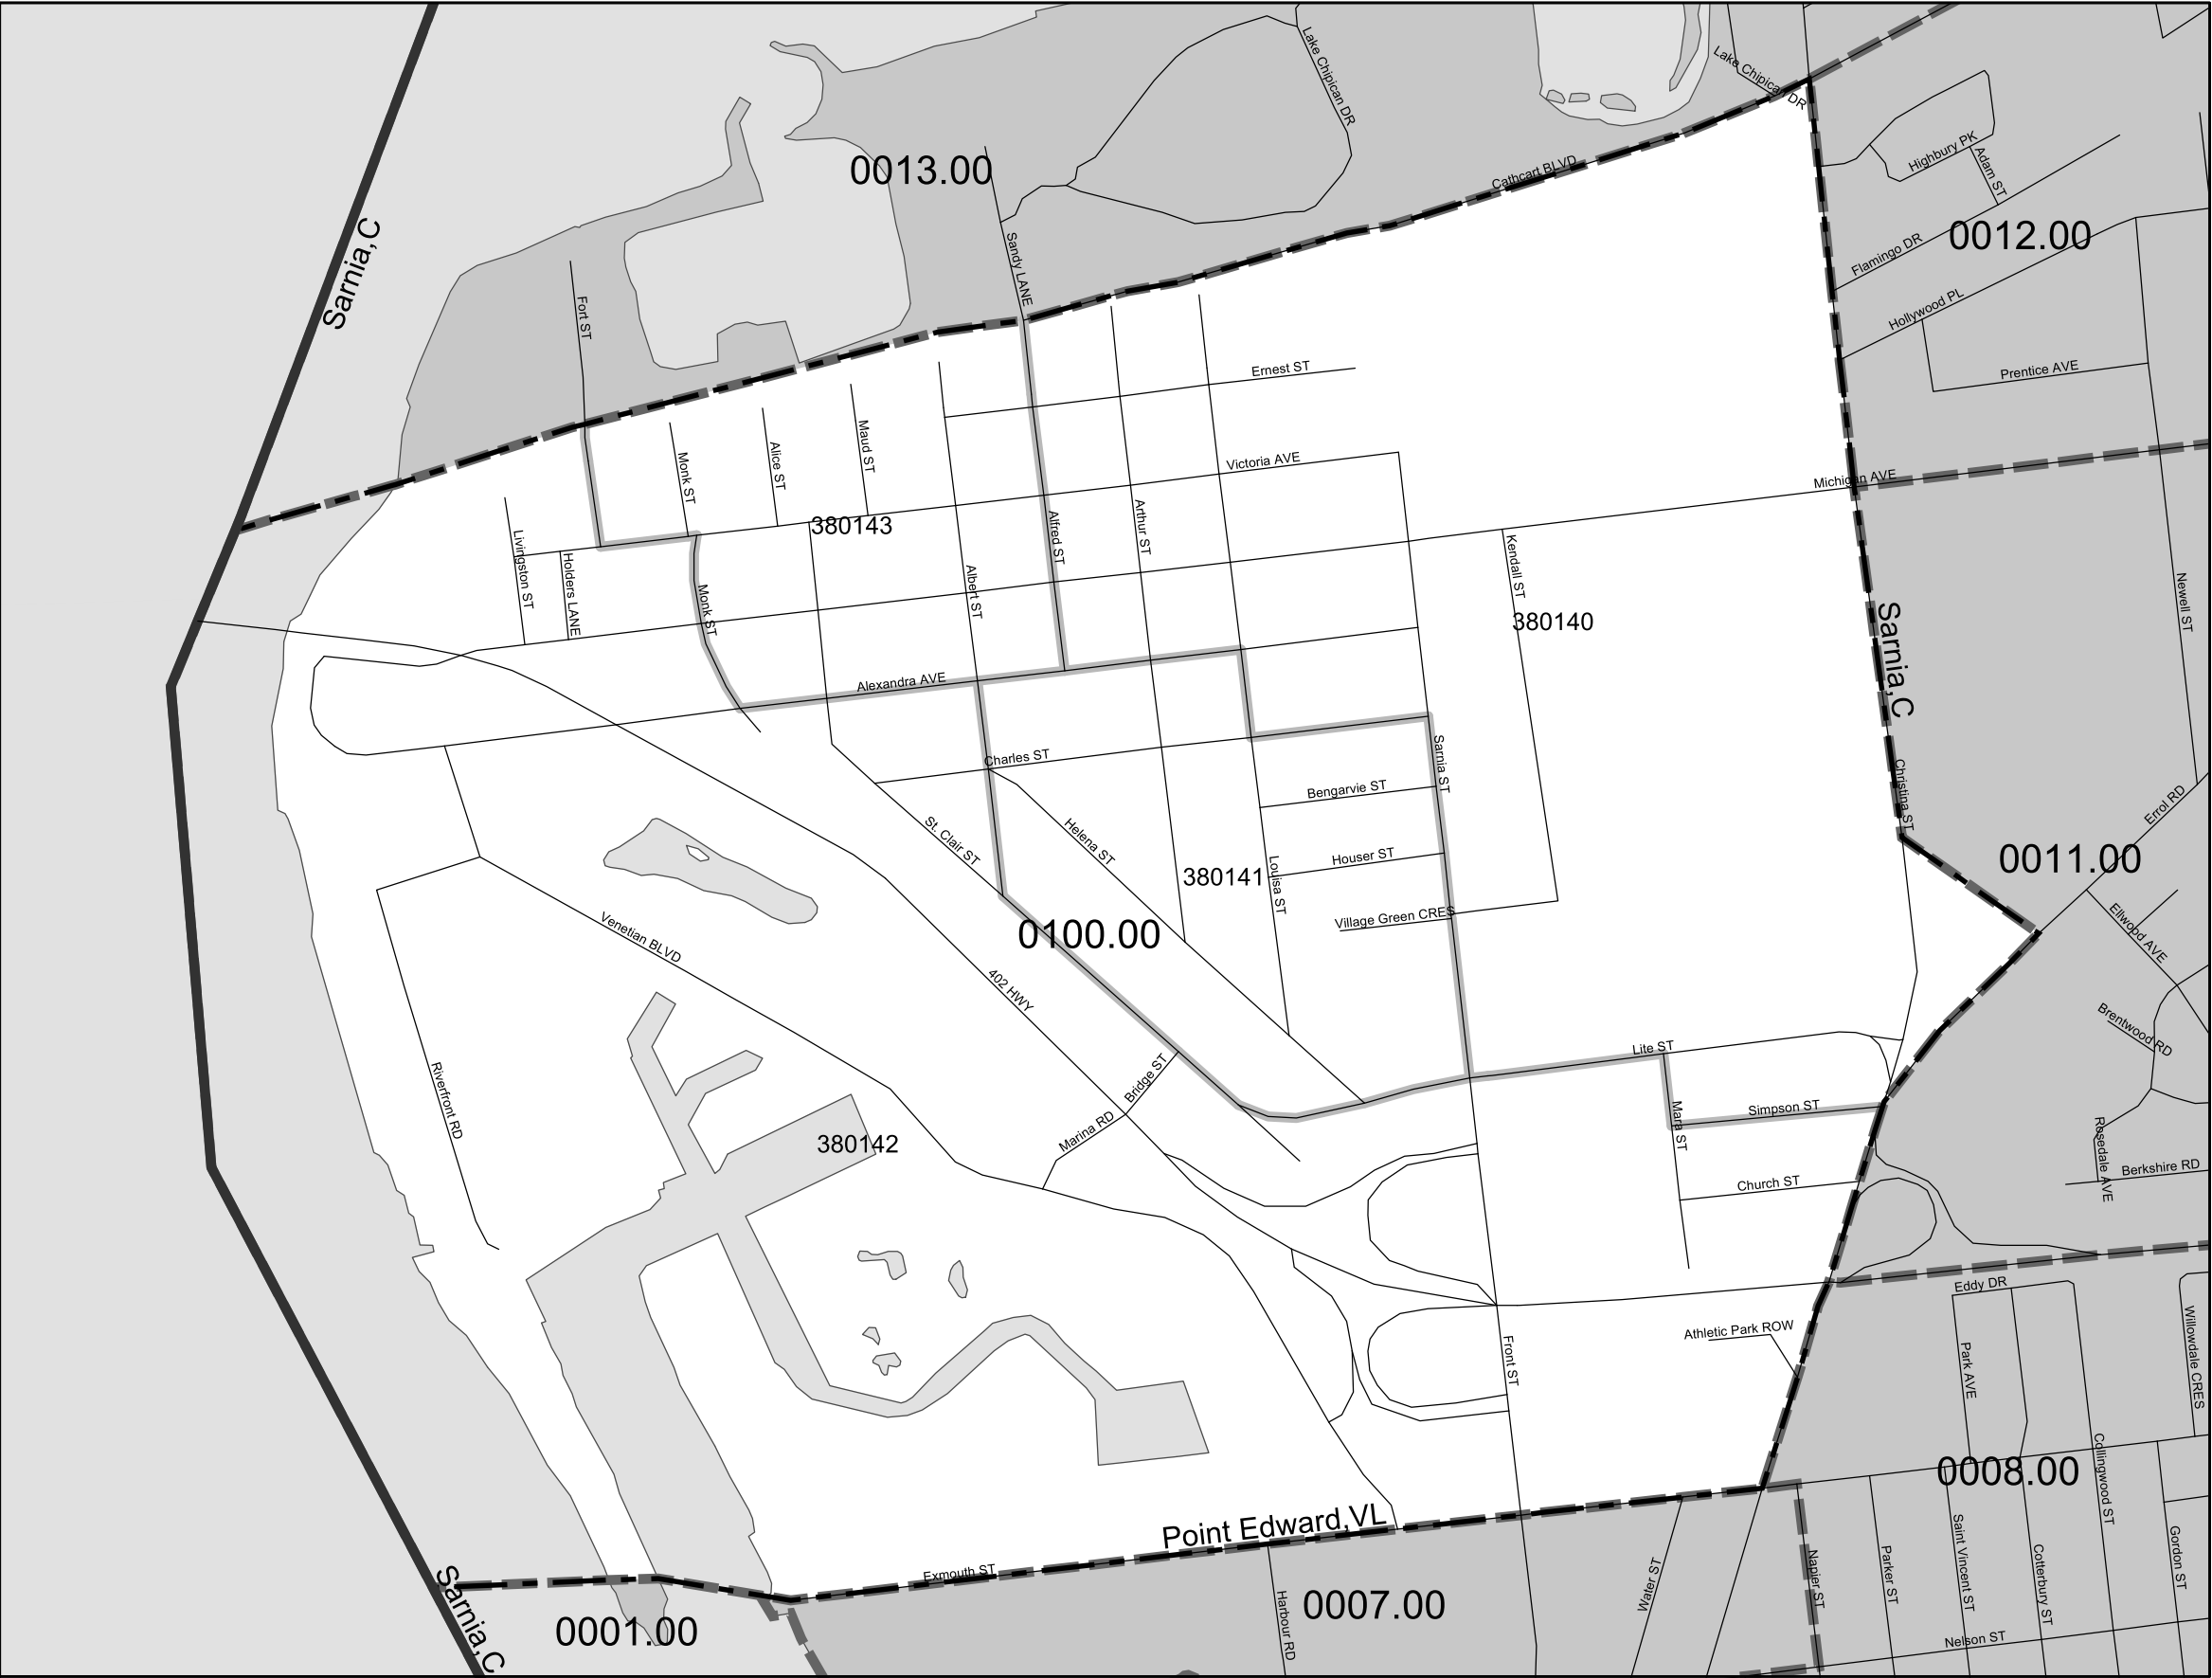 Lake Chipican DR
Lake Chipican DR
0013.00
Cathcart BLVD
Highbury PK
Adam ST
0012.00
Sarnia,C
Sandy LANE
Flamingo DR
Hollywood PL
Fort ST
Ernest ST
Prentice AVE
Monk ST
Alice ST
Maud ST
Victoria AVE
Michigan AVE
380143
Livingston ST
Holders LANE
Monk ST
Albert ST
Alfred ST
Arthur ST
Kendall ST
380140
Newell ST
Sarnia,C
Alexandra AVE
Charles ST
Sarnia ST
Bengarvie ST
Christina ST
Errol RD
St. Clair ST
Helena ST
Houser ST
0011.00
380141
Louisa ST
Village Green CRES
Ellwood AVE
0100.00
Venetian BLVD
402 HWY
Brentwood RD
Riverfront RD
Bridge ST
Lite ST
Marina RD
Mara ST
Simpson ST
380142
Rosedale AVE
Berkshire RD
Church ST
Eddy DR
Athletic Park ROW
Front ST
Park AVE
Willowdale CRES
Collingwood ST
0008.00
Point Edward,VL
Exmouth ST
Sarnia,C
0001.00
Harbour RD
0007.00
Water ST
Napier ST
Parker ST
Saint Vincent ST
Cotterbury ST
Gordon ST
Nelson ST